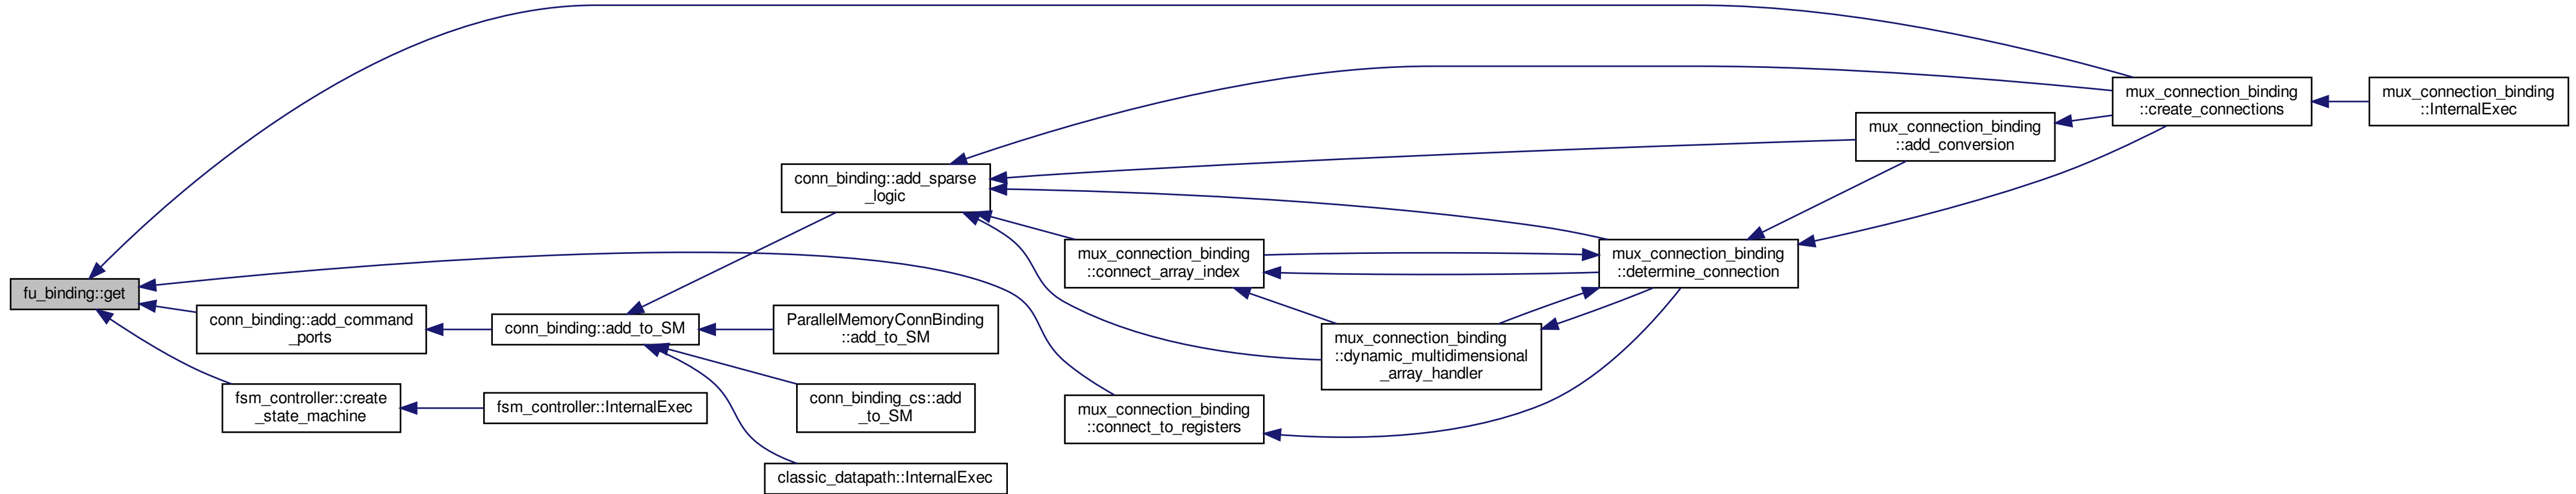 fu_binding::get
conn_binding::add_command
_ports
fsm_controller::create
_state_machine
conn_binding::add_to_SM
fsm_controller::InternalExec
conn_binding::add_sparse
_logic
ParallelMemoryConnBinding
::add_to_SM
conn_binding_cs::add
_to_SM
classic_datapath::InternalExec
mux_connection_binding
::connect_array_index
mux_connection_binding
::connect_to_registers
mux_connection_binding
::dynamic_multidimensional
_array_handler
mux_connection_binding
::determine_connection
mux_connection_binding
::add_conversion
mux_connection_binding
::create_connections
mux_connection_binding
::InternalExec